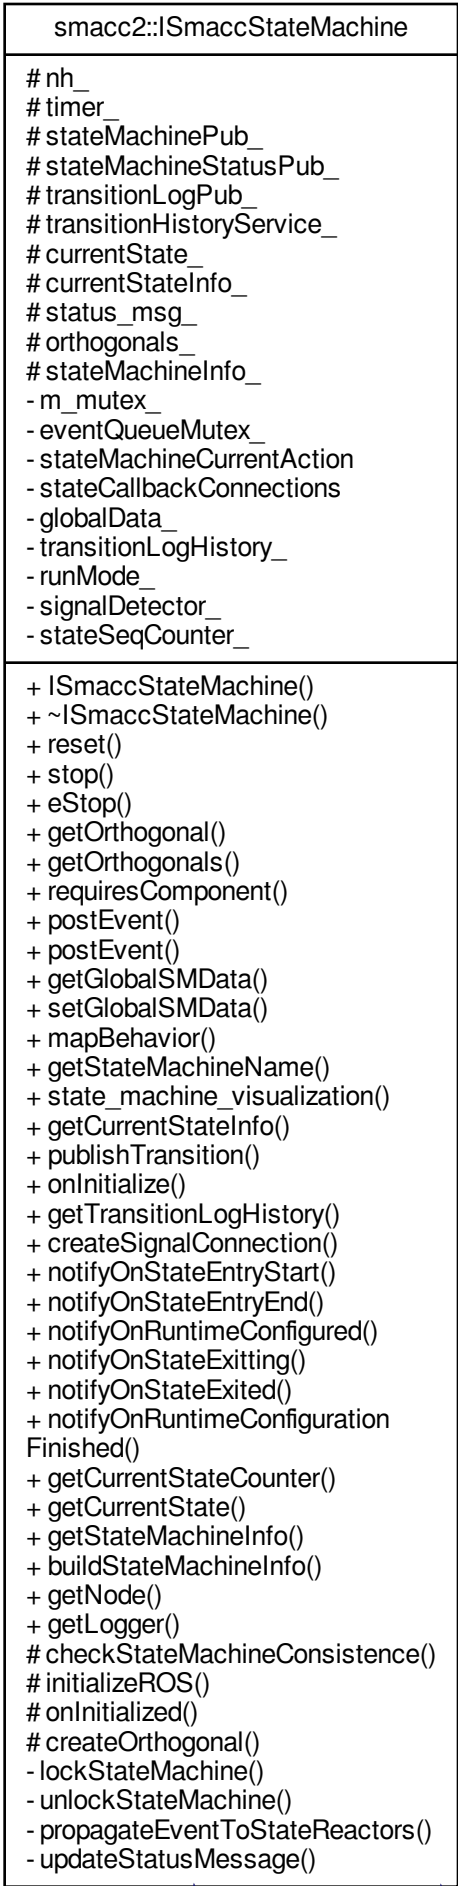 smacc2::ISmaccStateMachine
# nh_
# timer_
# stateMachinePub_
# stateMachineStatusPub_
# transitionLogPub_
# transitionHistoryService_
# currentState_
# currentStateInfo_
# status_msg_
# orthogonals_
# stateMachineInfo_
- m_mutex_
- eventQueueMutex_
- stateMachineCurrentAction
- stateCallbackConnections
- globalData_
- transitionLogHistory_
- runMode_
- signalDetector_
- stateSeqCounter_
+ ISmaccStateMachine()
+ ~ISmaccStateMachine()
+ reset()
+ stop()
+ eStop()
+ getOrthogonal()
+ getOrthogonals()
+ requiresComponent()
+ postEvent()
+ postEvent()
+ getGlobalSMData()
+ setGlobalSMData()
+ mapBehavior()
+ getStateMachineName()
+ state_machine_visualization()
+ getCurrentStateInfo()
+ publishTransition()
+ onInitialize()
+ getTransitionLogHistory()
+ createSignalConnection()
+ notifyOnStateEntryStart()
+ notifyOnStateEntryEnd()
+ notifyOnRuntimeConfigured()
+ notifyOnStateExitting()
+ notifyOnStateExited()
+ notifyOnRuntimeConfiguration
Finished()
+ getCurrentStateCounter()
+ getCurrentState()
+ getStateMachineInfo()
+ buildStateMachineInfo()
+ getNode()
+ getLogger()
# checkStateMachineConsistence()
# initializeROS()
# onInitialized()
# createOrthogonal()
- lockStateMachine()
- unlockStateMachine()
- propagateEventToStateReactors()
- updateStatusMessage()